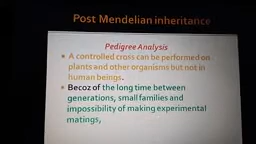 Post Mendelian inheritance
Pedigree Analysis
A controlled cross can be performed on
plants and other organisms but not in
human beings.
Becoz of the long time between
generations, small families and
impossibility of making experimental
matings,